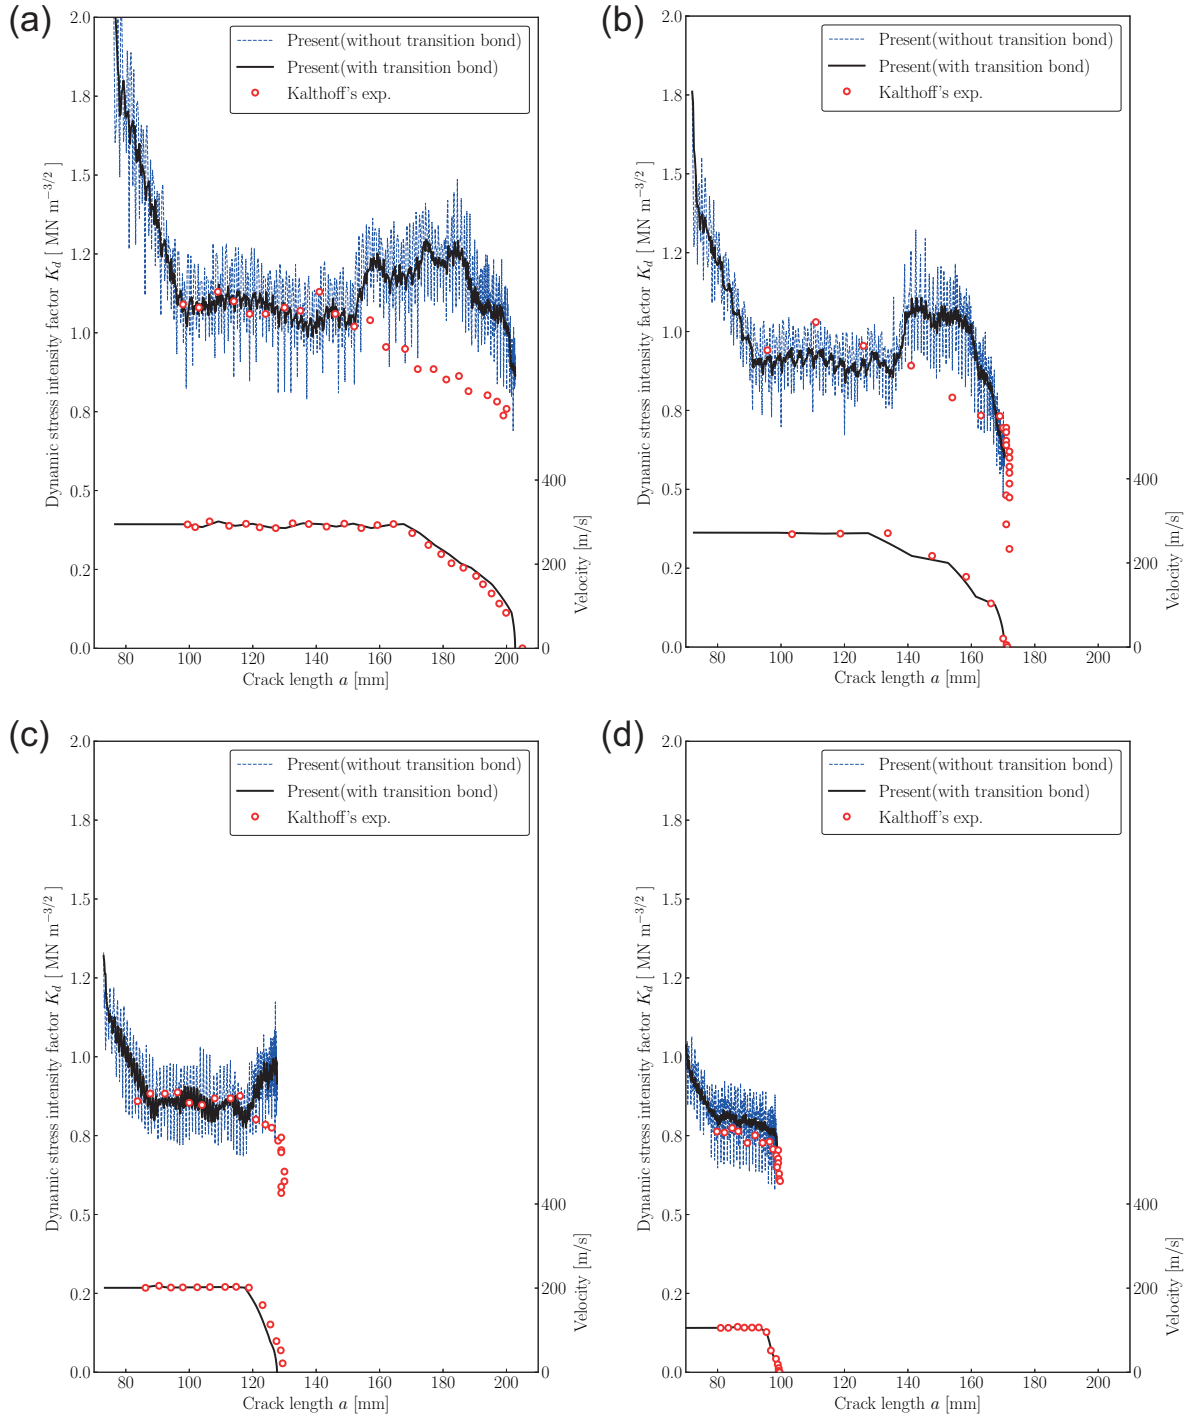 (a)
Present(without transition bond)
Present(with transition bond)
Kalthoff's exp.
Dynamic stress intensity factor K_d [ MN m^{-3/2} ]
2.0
1.8
1.5
1.2
1.0
0.8
0.5
0.2
0.0
400
200
0
Velocity [m/s]
80 100 120 140 160 180 200
Crack length a [mm]
(b)
Present(without transition bond)
Present(with transition bond)
Kalthoff's exp.
Dynamic stress intensity factor K_d [ MN m^{-3/2} ]
2.0
1.8
1.5
1.2
1.0
0.8
0.5
0.2
0.0
400
200
0
Velocity [m/s]
80 100 120 140 160 180 200
Crack length a [mm]
(c)
Present(without transition bond)
Present(with transition bond)
Kalthoff's exp.
Dynamic stress intensity factor K_d [ MN m^{-3/2} ]
2.0
1.8
1.5
1.2
1.0
0.8
0.5
0.2
0.0
400
200
0
Velocity [m/s]
80 100 120 140 160 180 200
Crack length a [mm]
(d)
Present(without transition bond)
Present(with transition bond)
Kalthoff's exp.
Dynamic stress intensity factor K_d [ MN m^{-3/2} ]
2.0
1.8
1.5
1.2
1.0
0.8
0.5
0.2
0.0
400
200
0
Velocity [m/s]
80 100 120 140 160 180 200
Crack length a [mm]